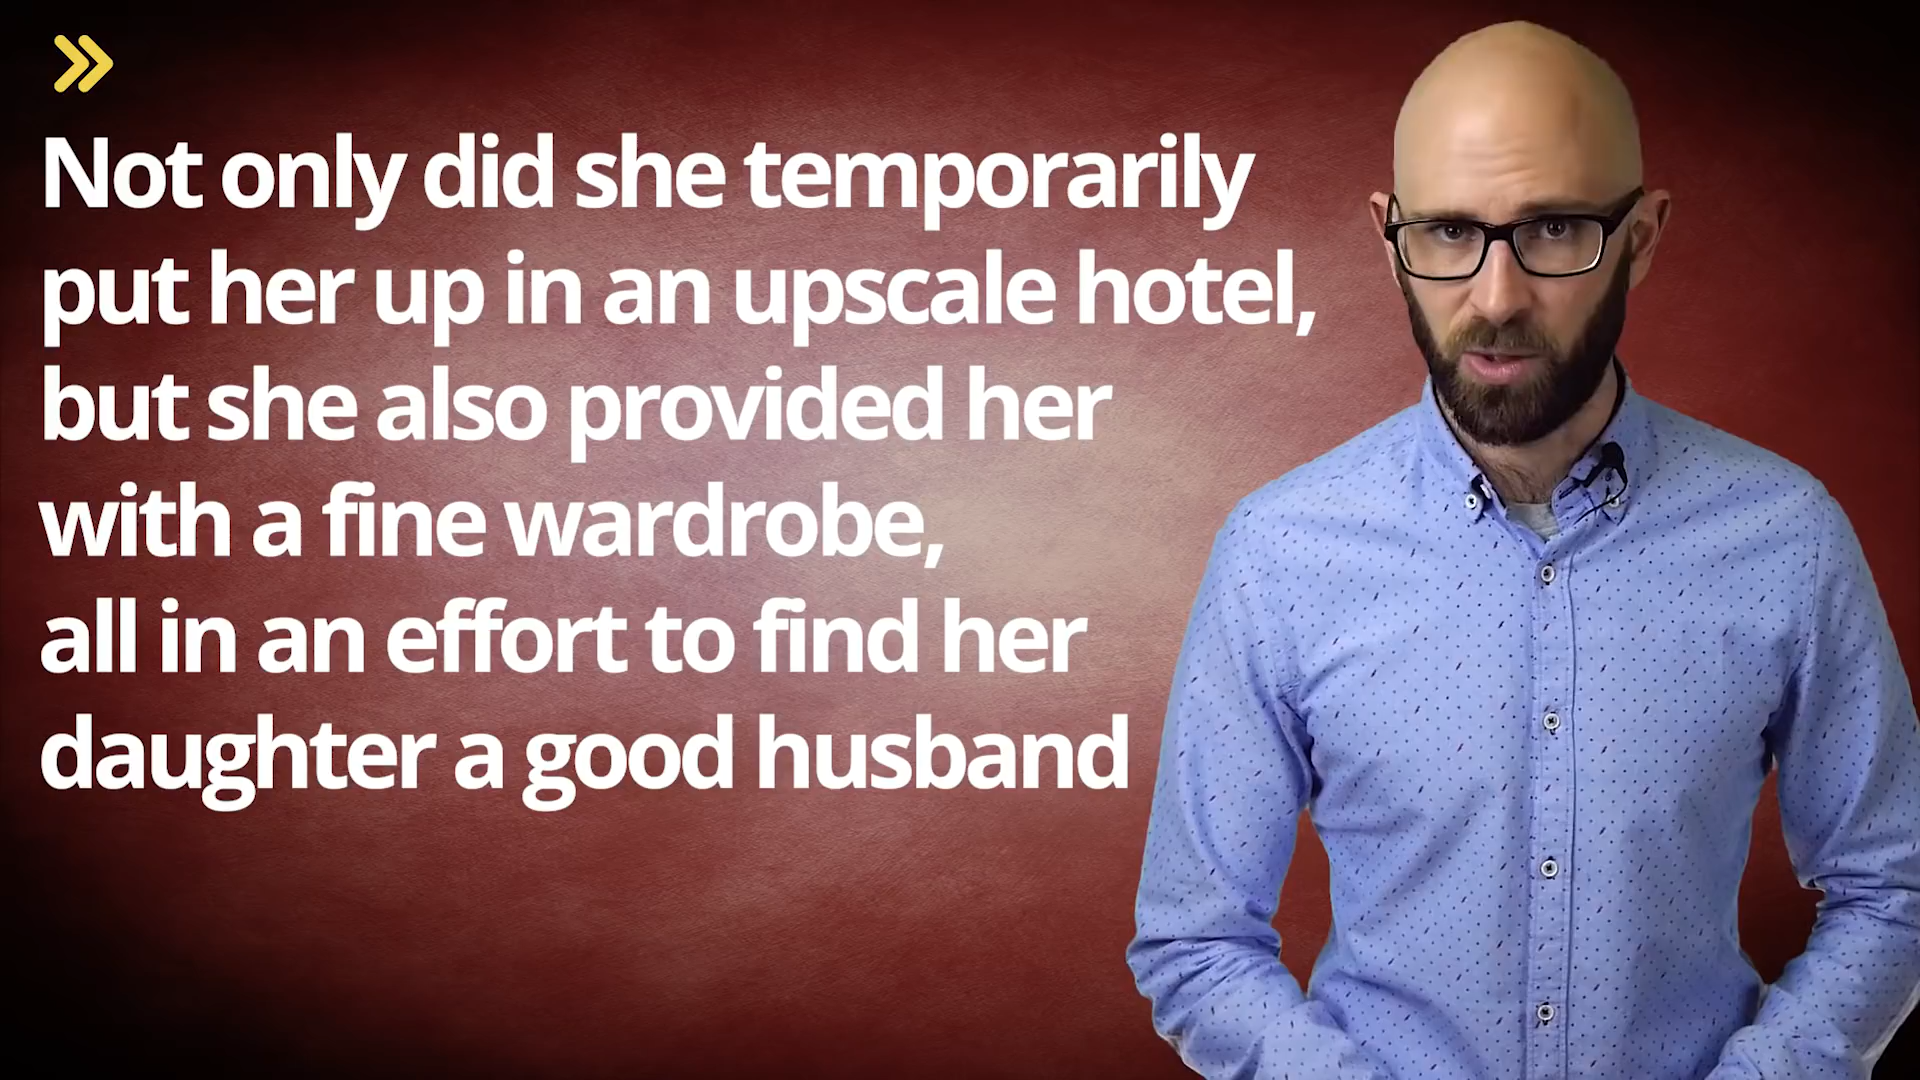 Not only did she temporarily
put her up in an upscale hotel,
but she also provided her
with a fine wardrobe,
all in an effort to find her
daughter a good husband